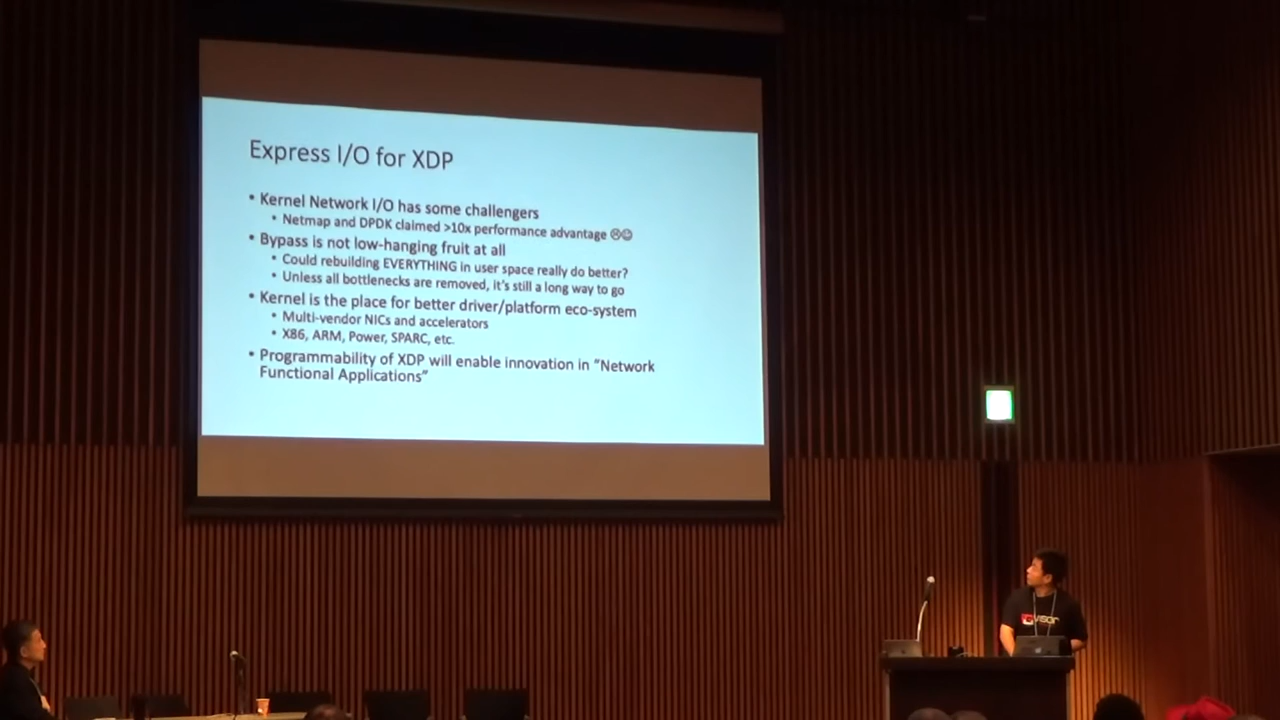 Express I/O for XDP
• Kernel Network I/O has some challengers
• Netmap and DPDK claimed >10x performance advantage ☹😊
• Bypass is not low-hanging fruit at all
• Could rebuilding EVERYTHING in user space really do better?
• Unless all bottlenecks are removed, it's still a long way to go
• Kernel is the place for better driver/platform eco-system
• Multi-vendor NICs and accelerators
• X86, ARM, Power, SPARC, etc.
• Programmability of XDP will enable innovation in “Network
Functional Applications”
visor